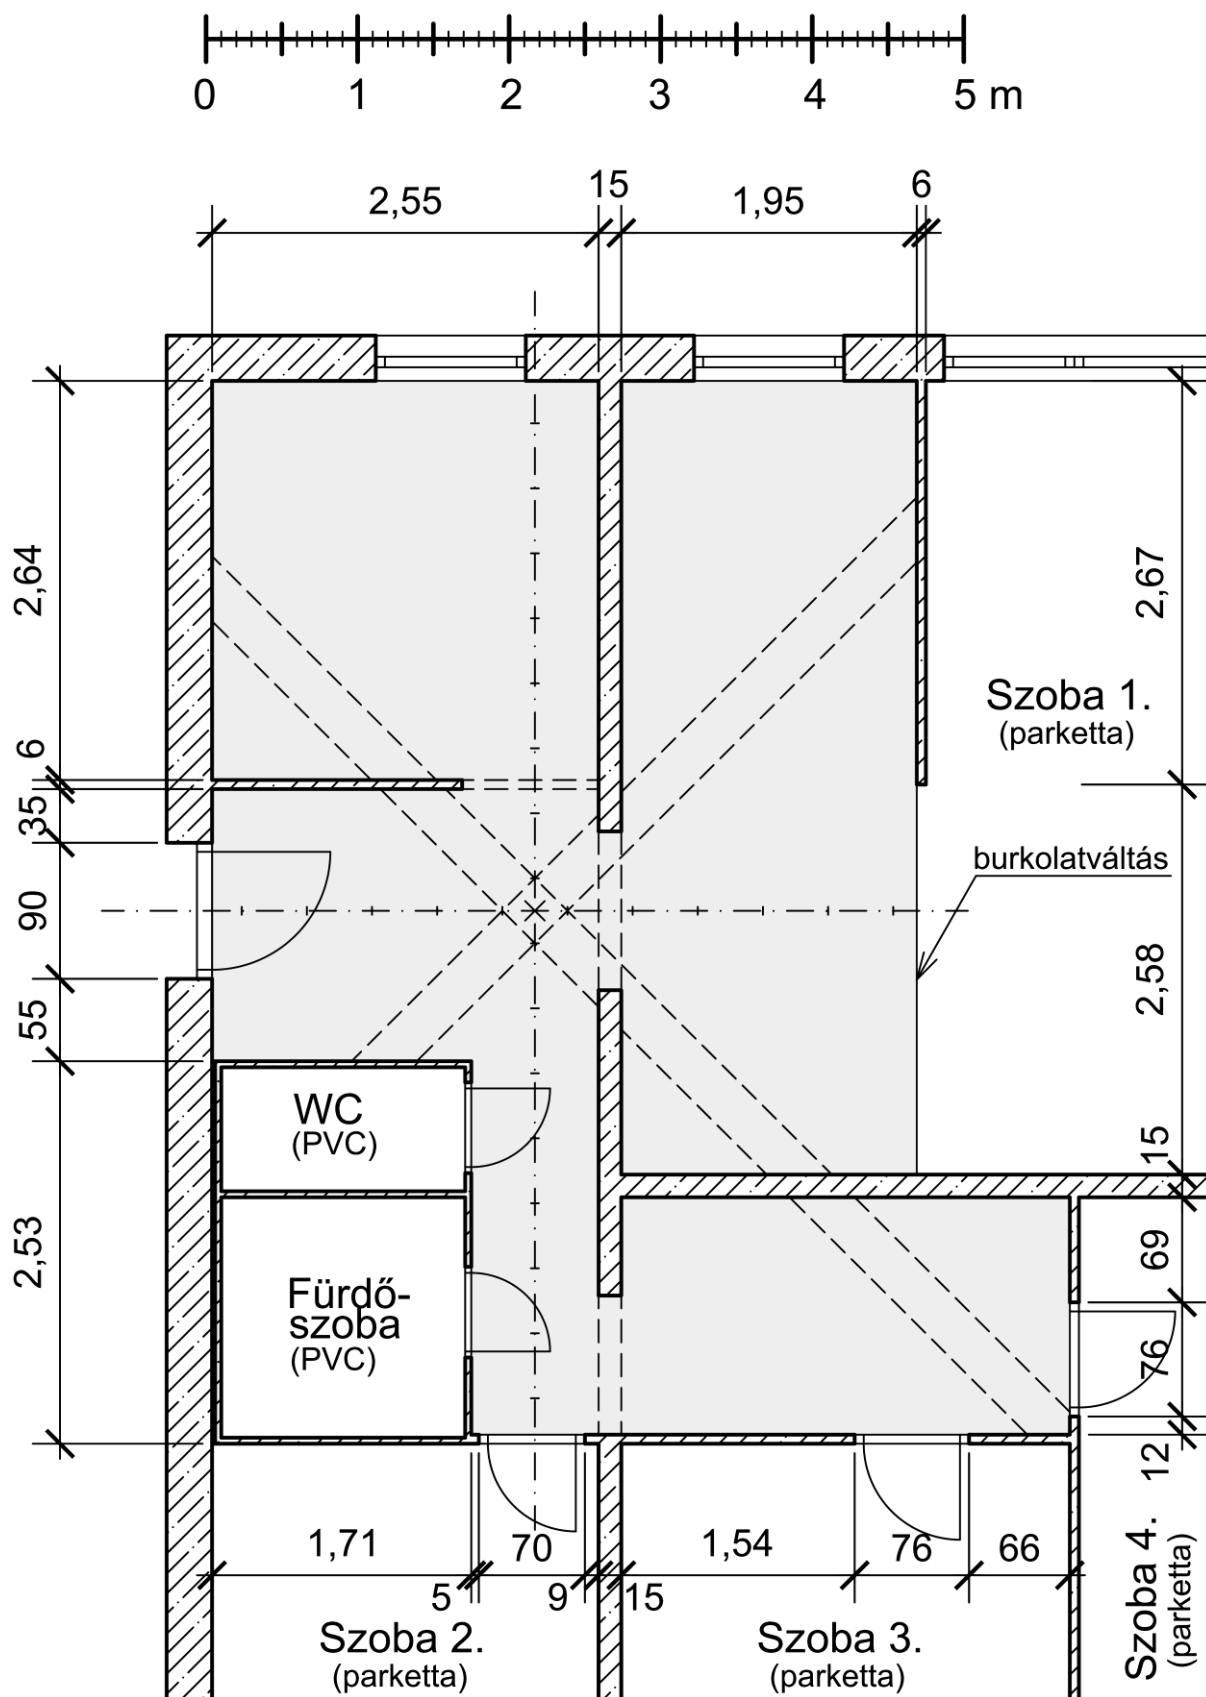 0 1 2 3 4 5 m
2,55 15 1,95 6
2,64
6
35
90
55
2,53
2,67
2,58
15
69
76
12
Szoba 1.
(parketta)
burkolatváltás
WC
(PVC)
Fürdő-
szoba
(PVC)
1,71 5 70 9 15 1,54 76 66
Szoba 2.
(parketta)
Szoba 3.
(parketta)
Szoba 4.
(parketta)